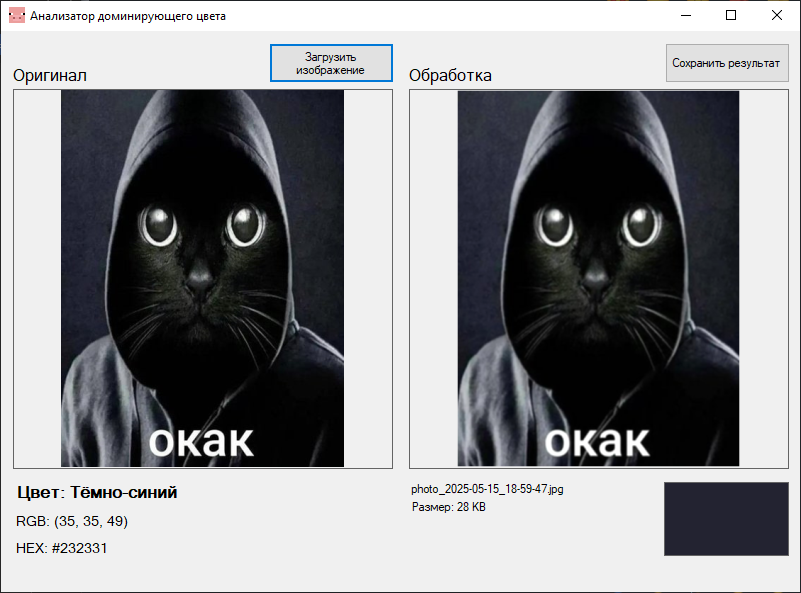 Анализатор доминирующего цвета
Оригинал
Загрузить
изображение
Обработка
Сохранить результат
окак
окак
Цвет: Тёмно-синий
RGB: (35, 35, 49)
HEX: #232331
photo_2025-05-15_18-59-47.jpg
Размер: 28 KB